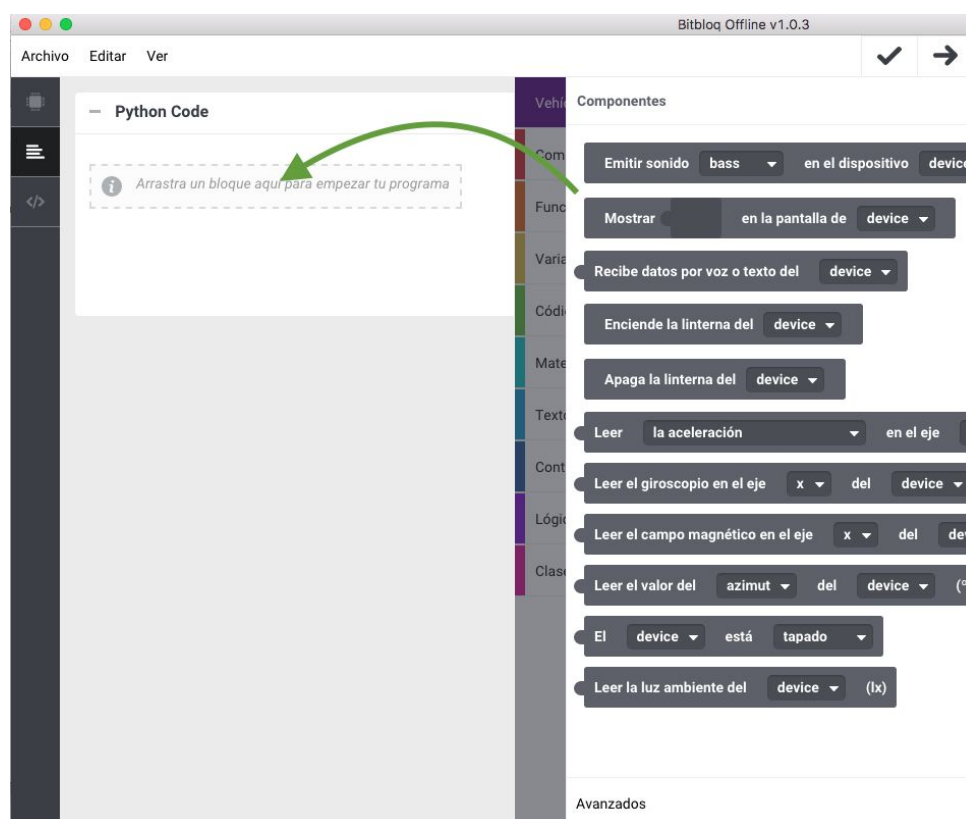 Bitbloq Offline v1.0.3
Archivo Editar Ver
Python Code
Arrastra un bloque aquí para empezar tu programa
Vehí
Com
Func
Varia
Códi
Mate
Texto
Cont
Lógic
Clase
Componentes
Emitir sonido bass en el dispositivo device
Mostrar en la pantalla de device
Recibe datos por voz o texto del device
Enciende la linterna del device
Apaga la linterna del device
Leer la aceleración en el eje
Leer el giroscopio en el eje x del device
Leer el campo magnético en el eje x del dev
Leer el valor del azimut del device (°
El device está tapado
Leer la luz ambiente del device (lx)
Avanzados